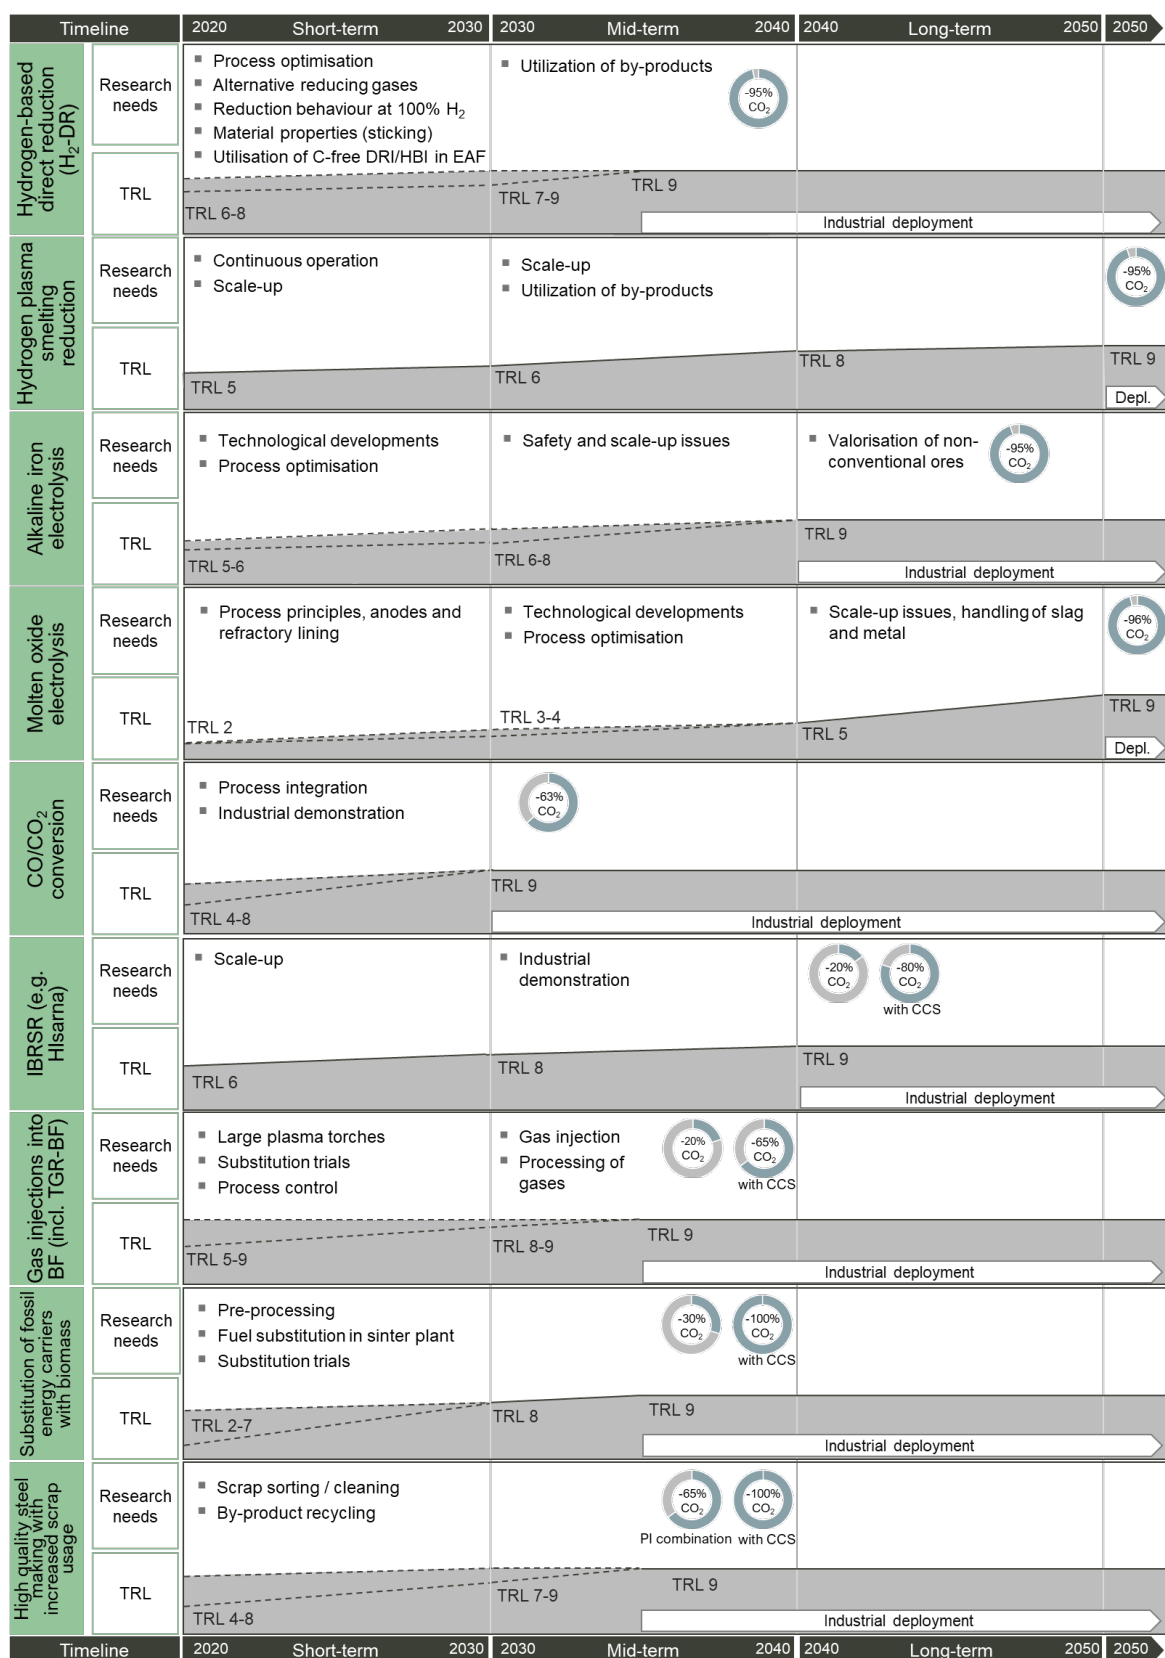 Timeline 2020 Short-term 2030 2030 Mid-term 2040 2040 Long-term 2050 2050
Hydrogen-based
direct reduction
(H2-DR)
Research
needs
Process optimisation
Alternative reducing gases
Reduction behaviour at 100% H2
Material properties (sticking)
Utilisation of C-free DRI/HBI in EAF
Utilization of by-products
-95%
CO2
TRL
TRL 6-8
TRL 7-9
TRL 9
Industrial deployment
Hydrogen plasma
smelting
reduction
Research
needs
Continuous operation
Scale-up
Scale-up
Utilization of by-products
-95%
CO2
TRL
TRL 5
TRL 6
TRL 8
TRL 9
Depl.
Alkaline iron
electrolysis
Research
needs
Technological developments
Process optimisation
Safety and scale-up issues
Valorisation of non-
conventional ores
-95%
CO2
TRL
TRL 5-6
TRL 6-8
TRL 9
Industrial deployment
Molten oxide
electrolysis
Research
needs
Process principles, anodes and
refractory lining
Technological developments
Process optimisation
Scale-up issues, handling of slag
and metal
-96%
CO2
TRL
TRL 2
TRL 3-4
TRL 5
TRL 9
Depl.
CO/CO2
conversion
Research
needs
Process integration
Industrial demonstration
-63%
CO2
TRL
TRL 4-8
TRL 9
Industrial deployment
IBRSR (e.g.
HIsarna)
Research
needs
Scale-up
Industrial
demonstration
-20%
CO2
-80%
CO2
with CCS
TRL
TRL 6
TRL 8
TRL 9
Industrial deployment
Gas injections into
BF (incl. TGR-BF)
Research
needs
Large plasma torches
Substitution trials
Process control
Gas injection
Processing of
gases
-20%
CO2
-65%
CO2
with CCS
TRL
TRL 5-9
TRL 8-9
TRL 9
Industrial deployment
Substitution of fossil
energy carriers
with biomass
Research
needs
Pre-processing
Fuel substitution in sinter plant
Substitution trials
-30%
CO2
-100%
CO2
with CCS
TRL
TRL 2-7
TRL 8
TRL 9
Industrial deployment
High quality steel
making with
increased scrap
usage
Research
needs
Scrap sorting / cleaning
By-product recycling
-65%
CO2
PI combination
-100%
CO2
with CCS
TRL
TRL 4-8
TRL 7-9
TRL 9
Industrial deployment
Timeline 2020 Short-term 2030 2030 Mid-term 2040 2040 Long-term 2050 2050